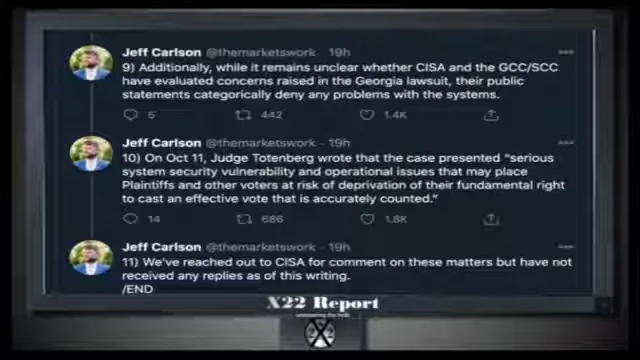 Jeff Carlson @themarketswork · 19h
9) Additionally, while it remains unclear whether CISA and the GCC/SCC
have evaluated concerns raised in the Georgia lawsuit, their public
statements categorically deny any problems with the systems.
5 442 1.4K
Jeff Carlson @themarketswork · 19h
10) On Oct 11, Judge Totenberg wrote that the case presented "serious
system security vulnerability and operational issues that may place
Plaintiffs and other voters at risk of deprivation of their fundamental right
to cast an effective vote that is accurately counted."
14 686 1.8K
Jeff Carlson @themarketswork · 19h
11) We've reached out to CISA for comment on these matters but have not
received any replies as of this writing.
/END
X22 Report